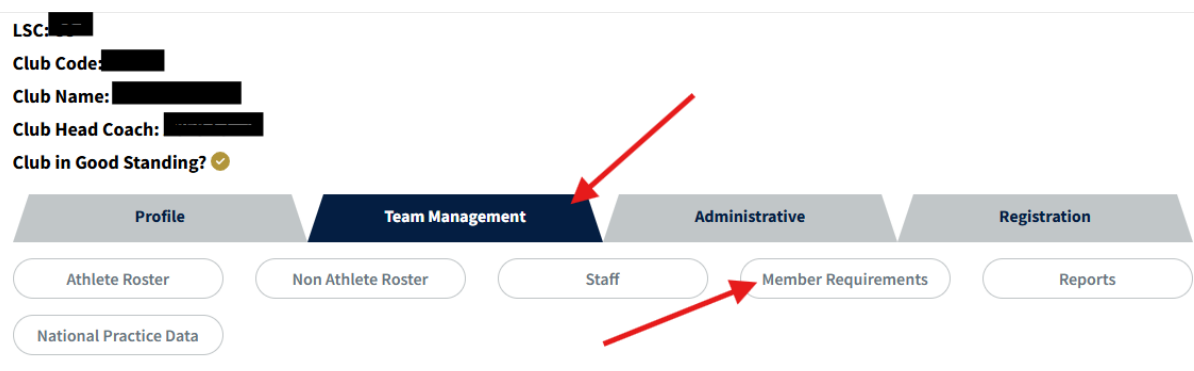 LSC:
Club Code:
Club Name:
Club Head Coach:
Club in Good Standing?
Profile Team Management Administrative Registration
Athlete Roster Non Athlete Roster Staff Member Requirements Reports
National Practice Data